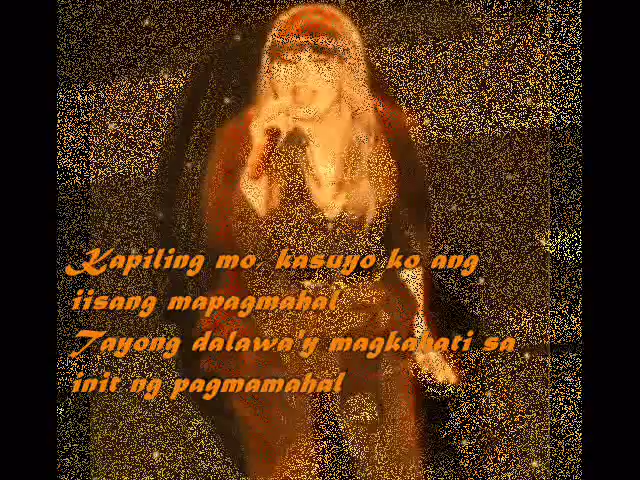 Kapiling mo kasuyo ko ang
iisang mapagmahal
Tayong dalawa'y magkahati sa
init ng pagmamahal